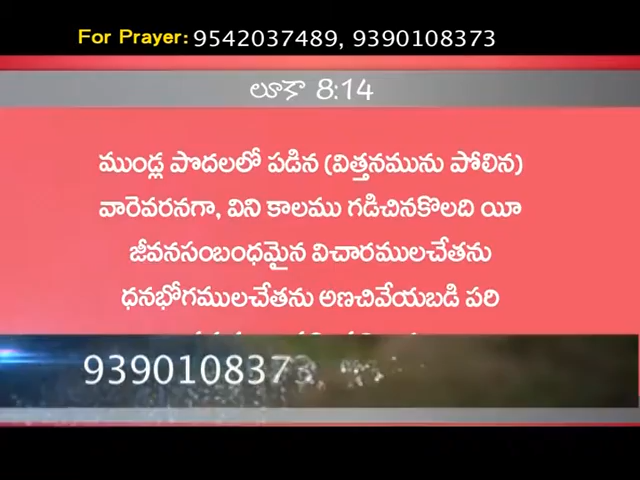 For Prayer: 9542037489, 9390108373
లూకా 8:14
ముండ్ల పొదలలో పడిన (విత్తనమును పోలిన)
వారెవరనగా, విని కాలము గడిచినకొలది యీ
జీవనసంబంధమైన విచారములచేతను
ధనభోగములచేతను అణచివేయబడి పరి
9390108373,